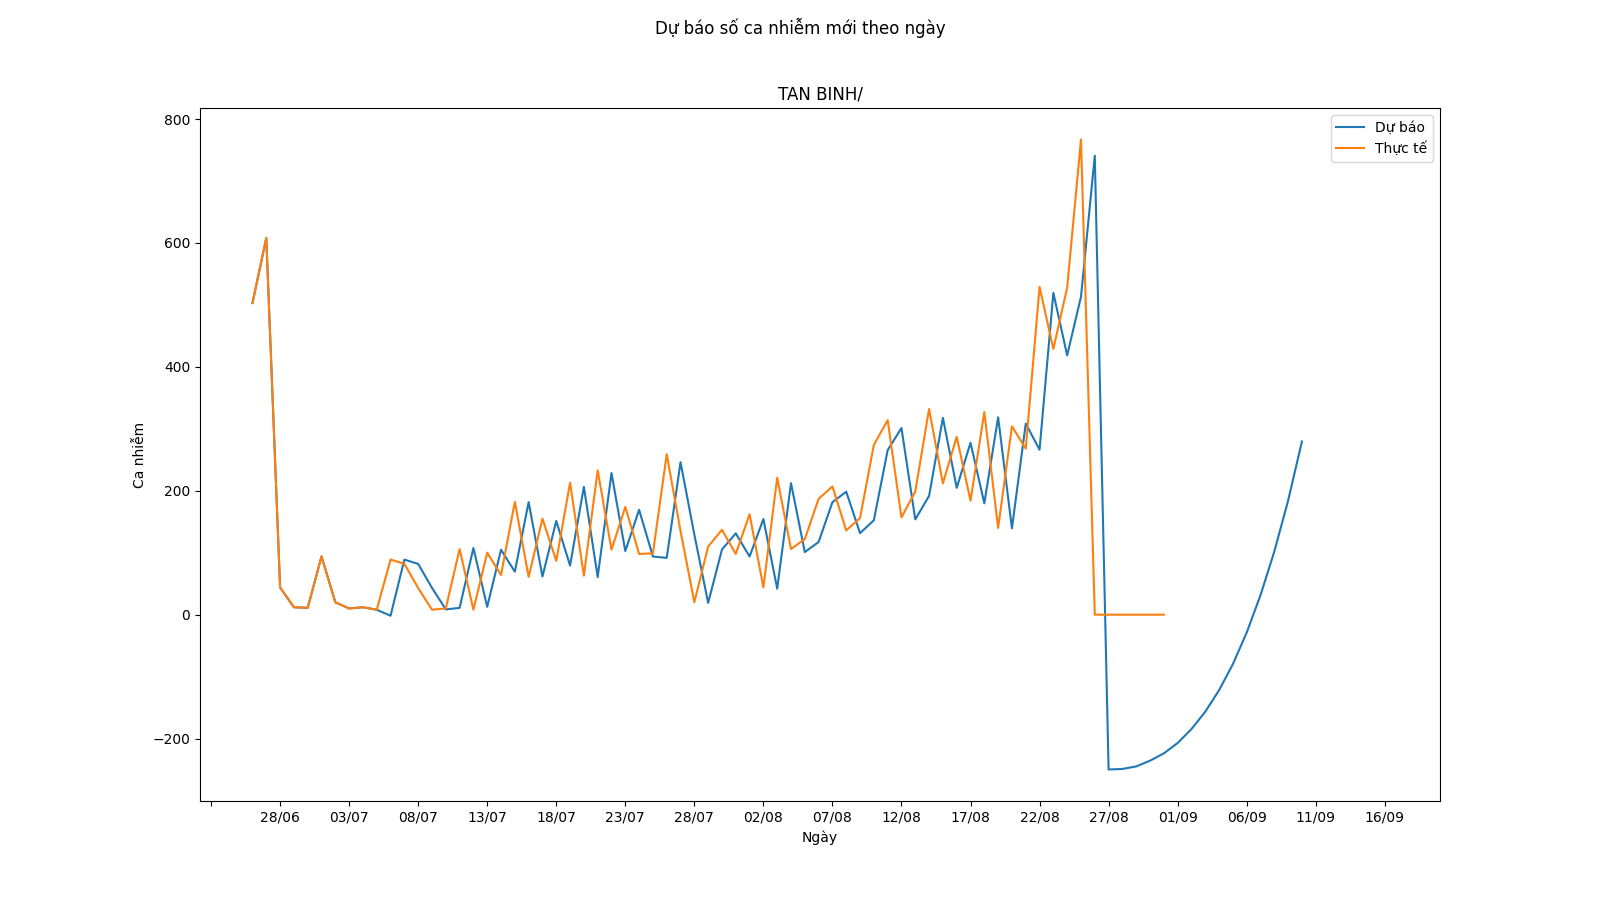 Dự báo số ca nhiễm mới theo ngày
TAN BINH/
Dự báo
Thực tế
800
600
400
200
0
−200
Ca nhiễm
28/06 03/07 08/07 13/07 18/07 23/07 28/07 02/08 07/08 12/08 17/08 22/08 27/08 01/09 06/09 11/09 16/09
Ngày